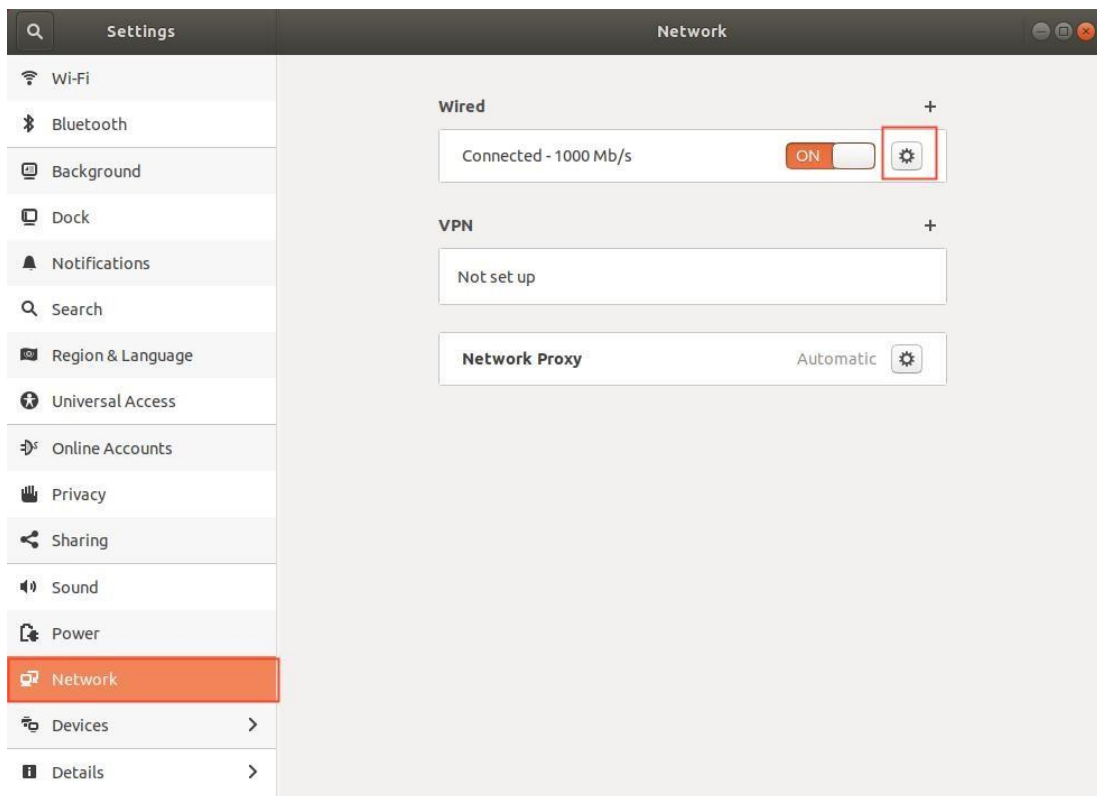 Settings
Network
Wi-Fi
Bluetooth
Background
Dock
Notifications
Search
Region & Language
Universal Access
Online Accounts
Privacy
Sharing
Sound
Power
Network
Devices
Details
Wired +
Connected - 1000 Mb/s ON
VPN +
Not set up
Network Proxy Automatic